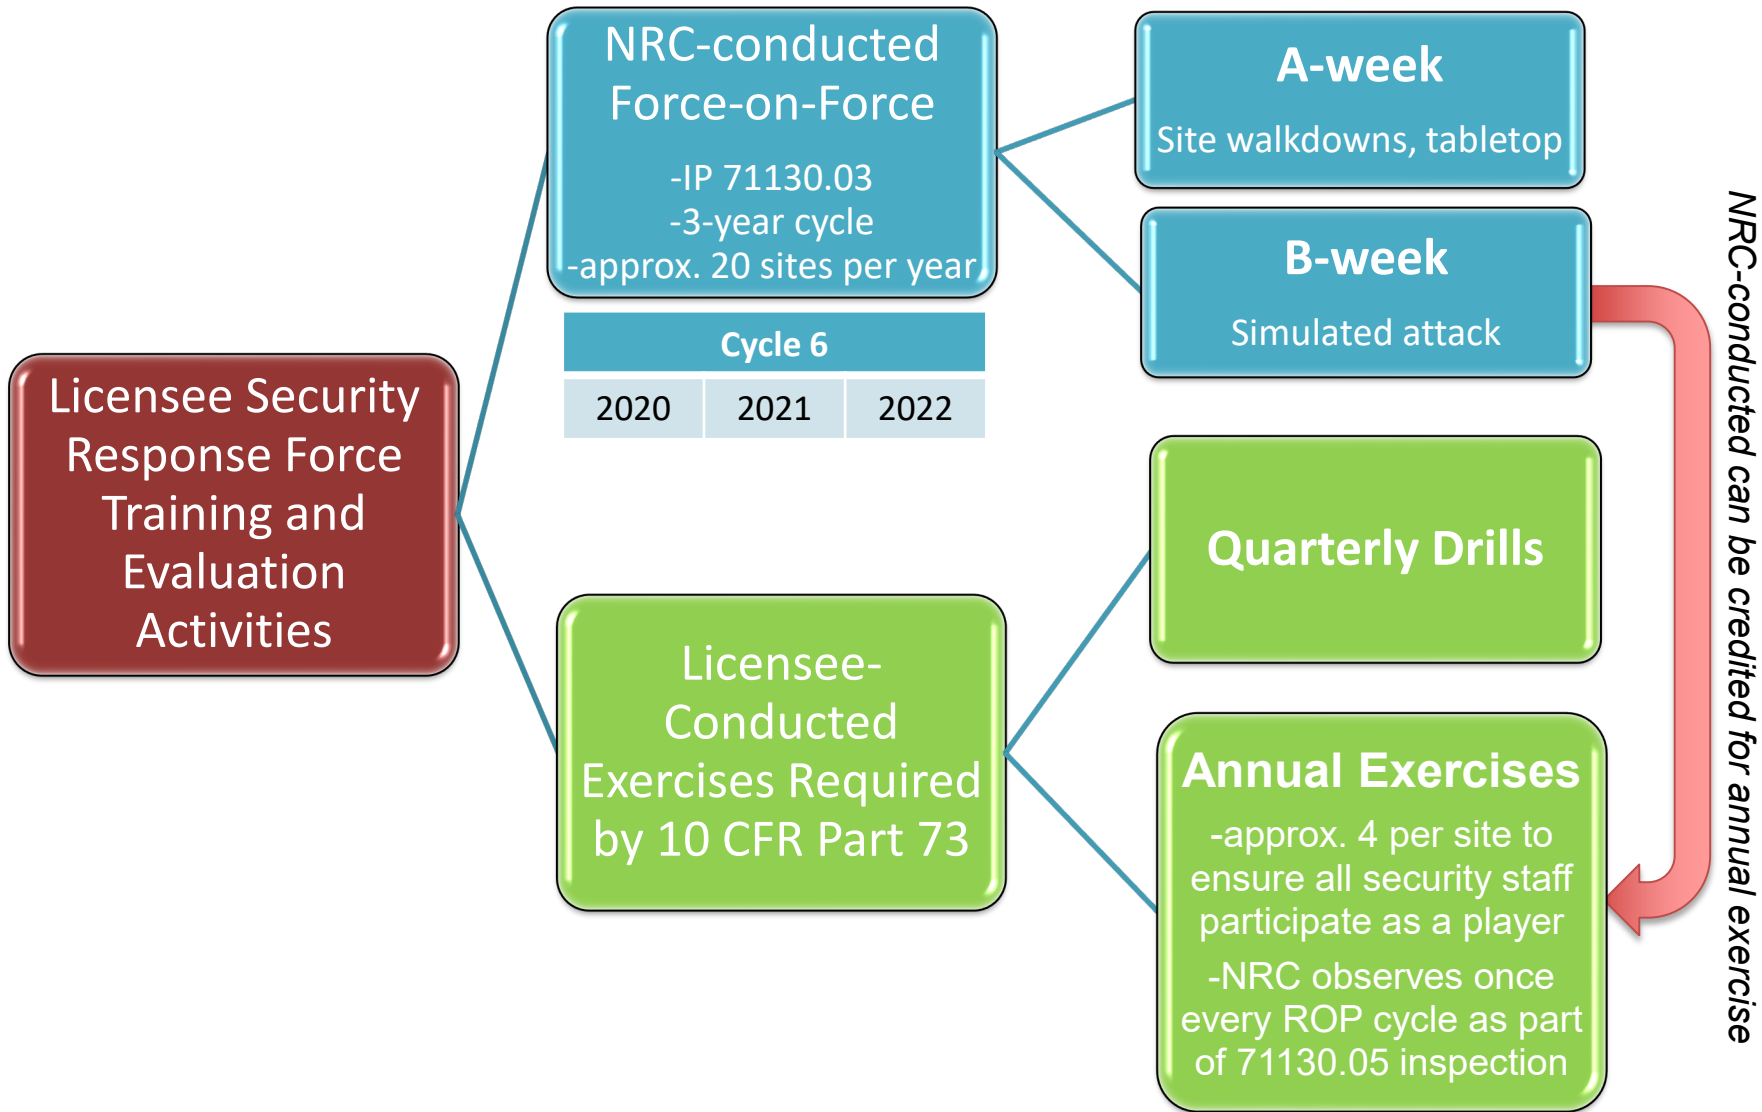 Licensee Security
Response Force
Training and
Evaluation
Activities
NRC-conducted
Force-on-Force
-IP 71130.03
-3-year cycle
-approx. 20 sites per year
Cycle 6
2020 2021 2022
A-week
Site walkdowns, tabletop
B-week
Simulated attack
Licensee-
Conducted
Exercises Required
by 10 CFR Part 73
Quarterly Drills
Annual Exercises
-approx. 4 per site to
ensure all security staff
participate as a player
-NRC observes once
every ROP cycle as part
of 71130.05 inspection
NRC-conducted can be credited for annual exercise